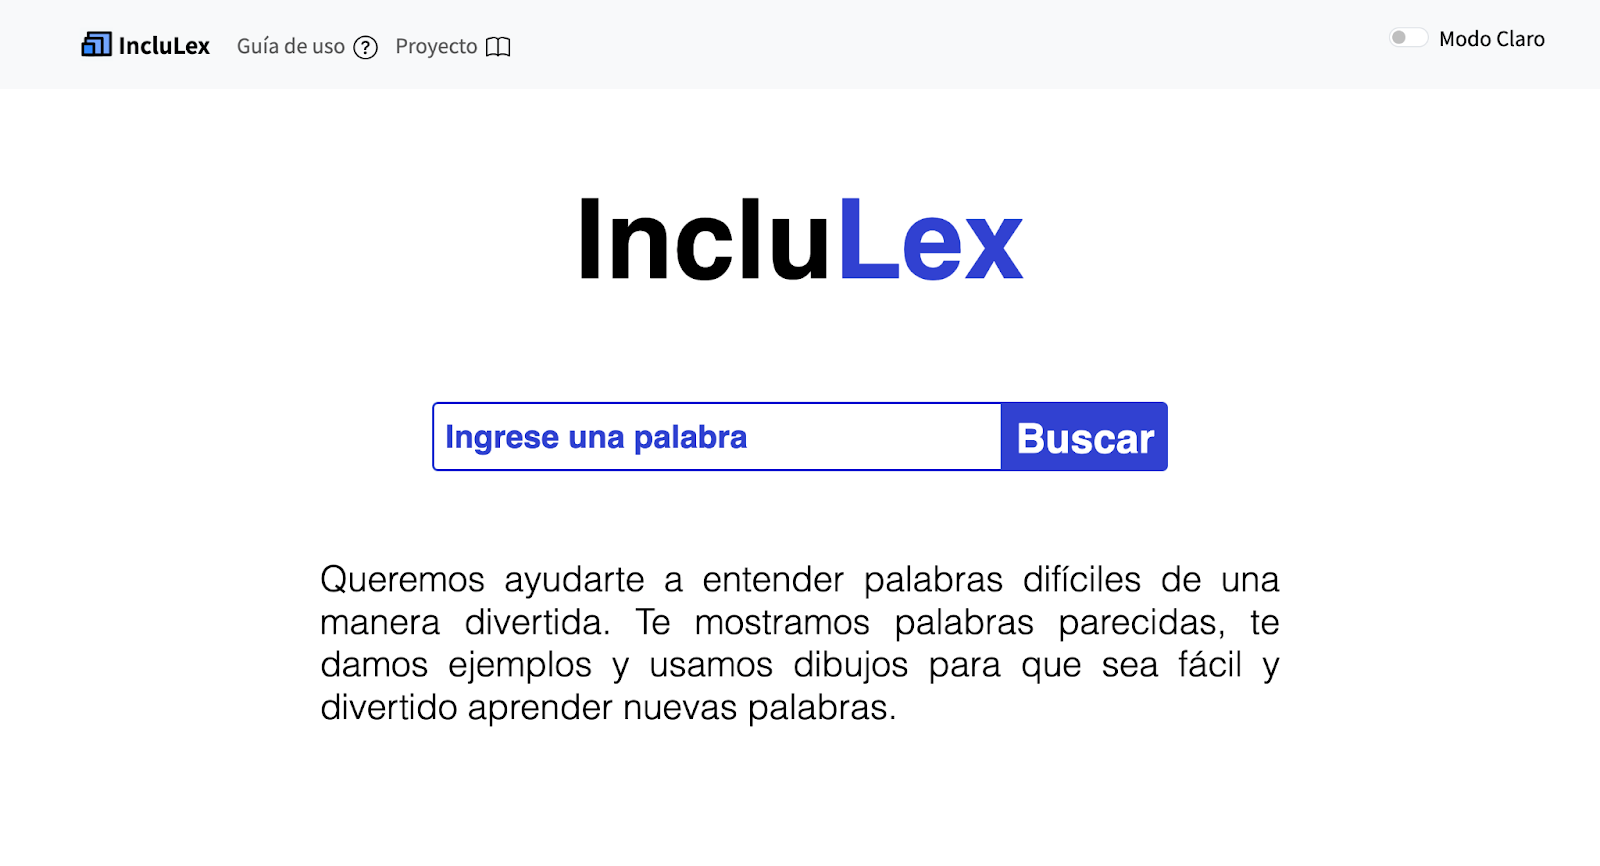 IncluLex Guía de uso Proyecto Modo Claro
IncluLex
Ingrese una palabra Buscar
Queremos ayudarte a entender palabras difíciles de una
manera divertida. Te mostramos palabras parecidas, te
damos ejemplos y usamos dibujos para que sea fácil y
divertido aprender nuevas palabras.